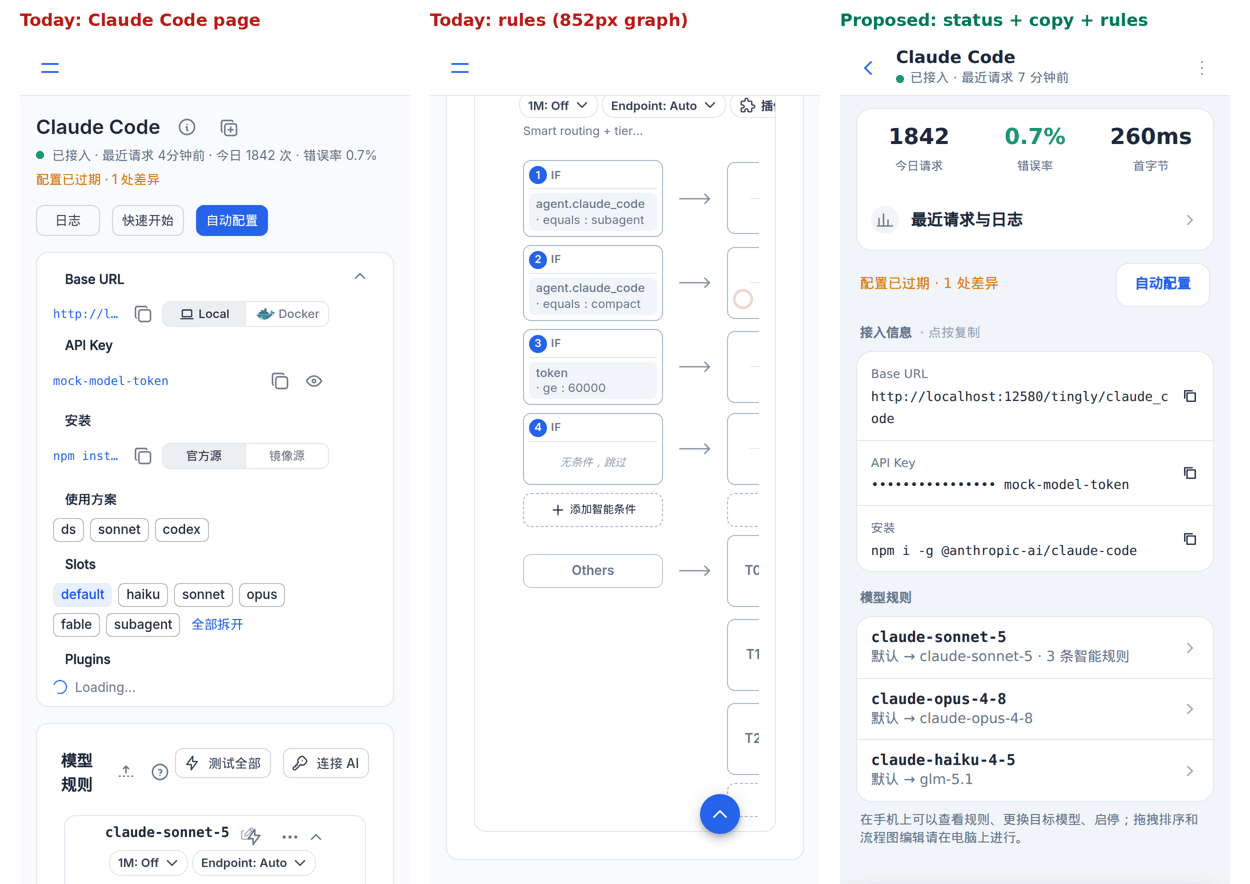 Today: Claude Code page
Claude Code
已接入 · 最近请求 4分钟前 · 今日 1842 次 · 错误率 0.7%
配置已过期 · 1 处差异
日志
快速开始
自动配置
Base URL
http://l…
Local
Docker
API Key
mock-model-token
安装
npm inst…
官方源
镜像源
使用方案
ds
sonnet
codex
Slots
default
haiku
sonnet
opus
fable
subagent
全部拆开
Plugins
Loading...
模型
规则
测试全部
连接 AI
claude-sonnet-5
1M: Off
Endpoint: Auto
Today: rules (852px graph)
1M: Off
Endpoint: Auto
Smart routing + tier...
1 IF
agent.claude_code
· equals : subagent
2 IF
agent.claude_code
· equals : compact
3 IF
token
· ge : 60000
4 IF
无条件，跳过
添加智能条件
Others
T0
T1
T2
Proposed: status + copy + rules
Claude Code
已接入 · 最近请求 7 分钟前
1842
今日请求
0.7%
错误率
260ms
首字节
最近请求与日志
配置已过期 · 1 处差异
自动配置
接入信息 · 点按复制
Base URL
http://localhost:12580/tingly/claude_c
ode
API Key
•••••••••••••••• mock-model-token
安装
npm i -g @anthropic-ai/claude-code
模型规则
claude-sonnet-5
默认 → claude-sonnet-5 · 3 条智能规则
claude-opus-4-8
默认 → claude-opus-4-8
claude-haiku-4-5
默认 → glm-5.1
在手机上可以查看规则、更换目标模型、启停；拖拽排序和
流程图编辑请在电脑上进行。